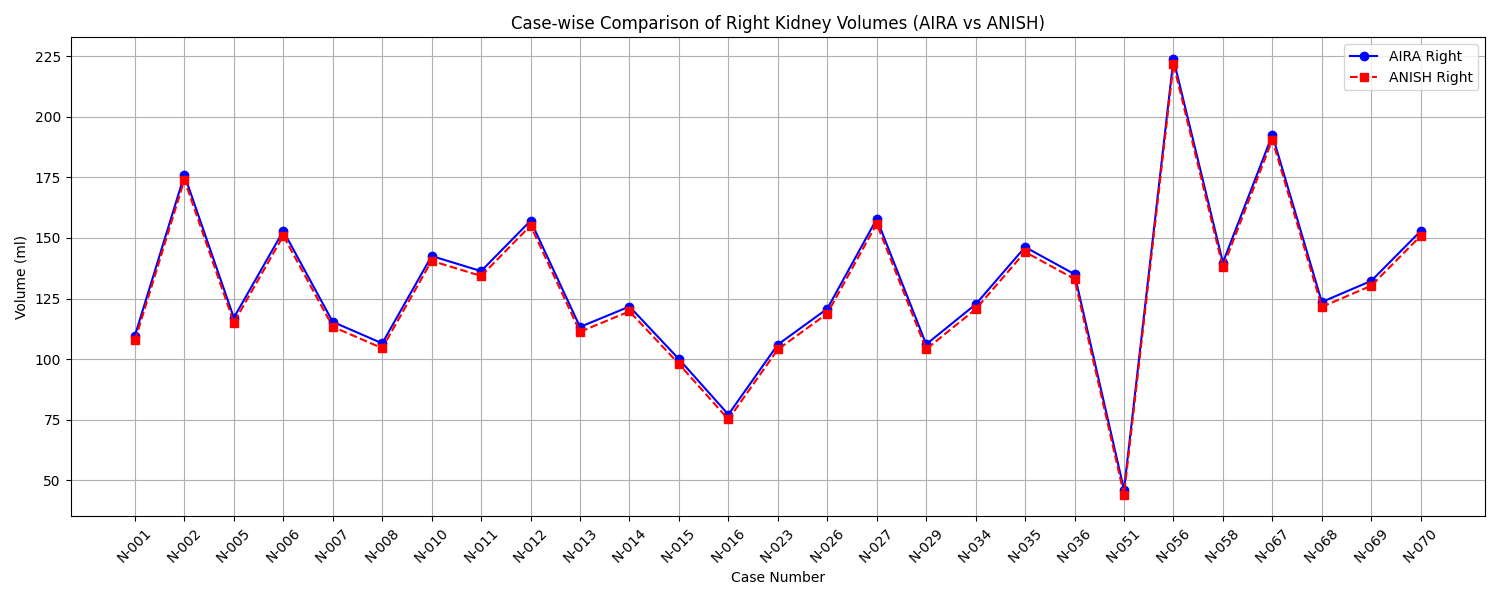 Case-wise Comparison of Right Kidney Volumes (AIRA vs ANISH)
AIRA Right
ANISH Right
Volume (ml)
225
200
175
150
125
100
75
50
N-001
N-002
N-005
N-006
N-007
N-008
N-010
N-011
N-012
N-013
N-014
N-015
N-016
N-023
N-026
N-027
N-029
N-034
N-035
N-036
N-051
N-056
N-058
N-067
N-068
N-069
N-070
Case Number